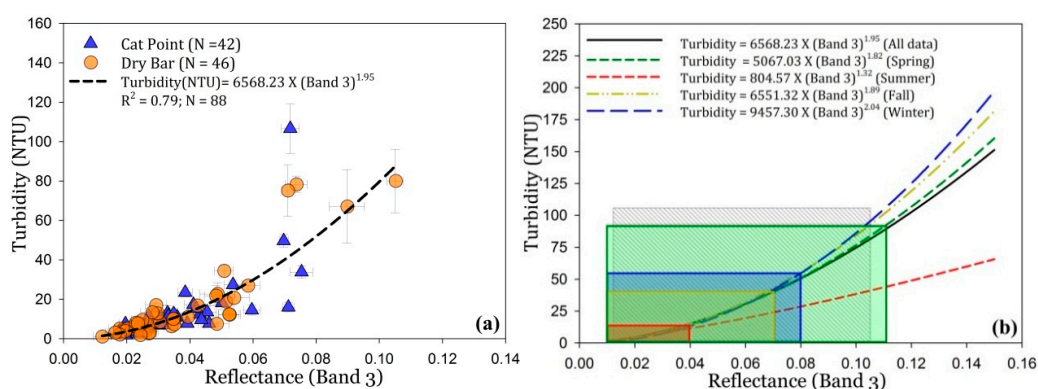 160
140
120
100
80
60
40
20
0
Turbidity (NTU)
Cat Point (N =42)
Dry Bar (N = 46)
Turbidity(NTU)= 6568.23 X (Band 3)^1.95
R² = 0.79; N = 88
(a)
0.00 0.02 0.04 0.06 0.08 0.10 0.12 0.14
Reflectance (Band 3)
250
225
200
175
150
125
100
75
50
25
0
Turbidity (NTU)
Turbidity = 6568.23 X (Band 3)^1.95 (All data)
Turbidity = 5067.03 X (Band 3)^1.82 (Spring)
Turbidity = 804.57 X (Band 3)^1.32 (Summer)
Turbidity = 6551.32 X (Band 3)^1.89 (Fall)
Turbidity = 9457.30 X (Band 3)^2.04 (Winter)
(b)
0.00 0.02 0.04 0.06 0.08 0.10 0.12 0.14 0.16
Reflectance (Band 3)